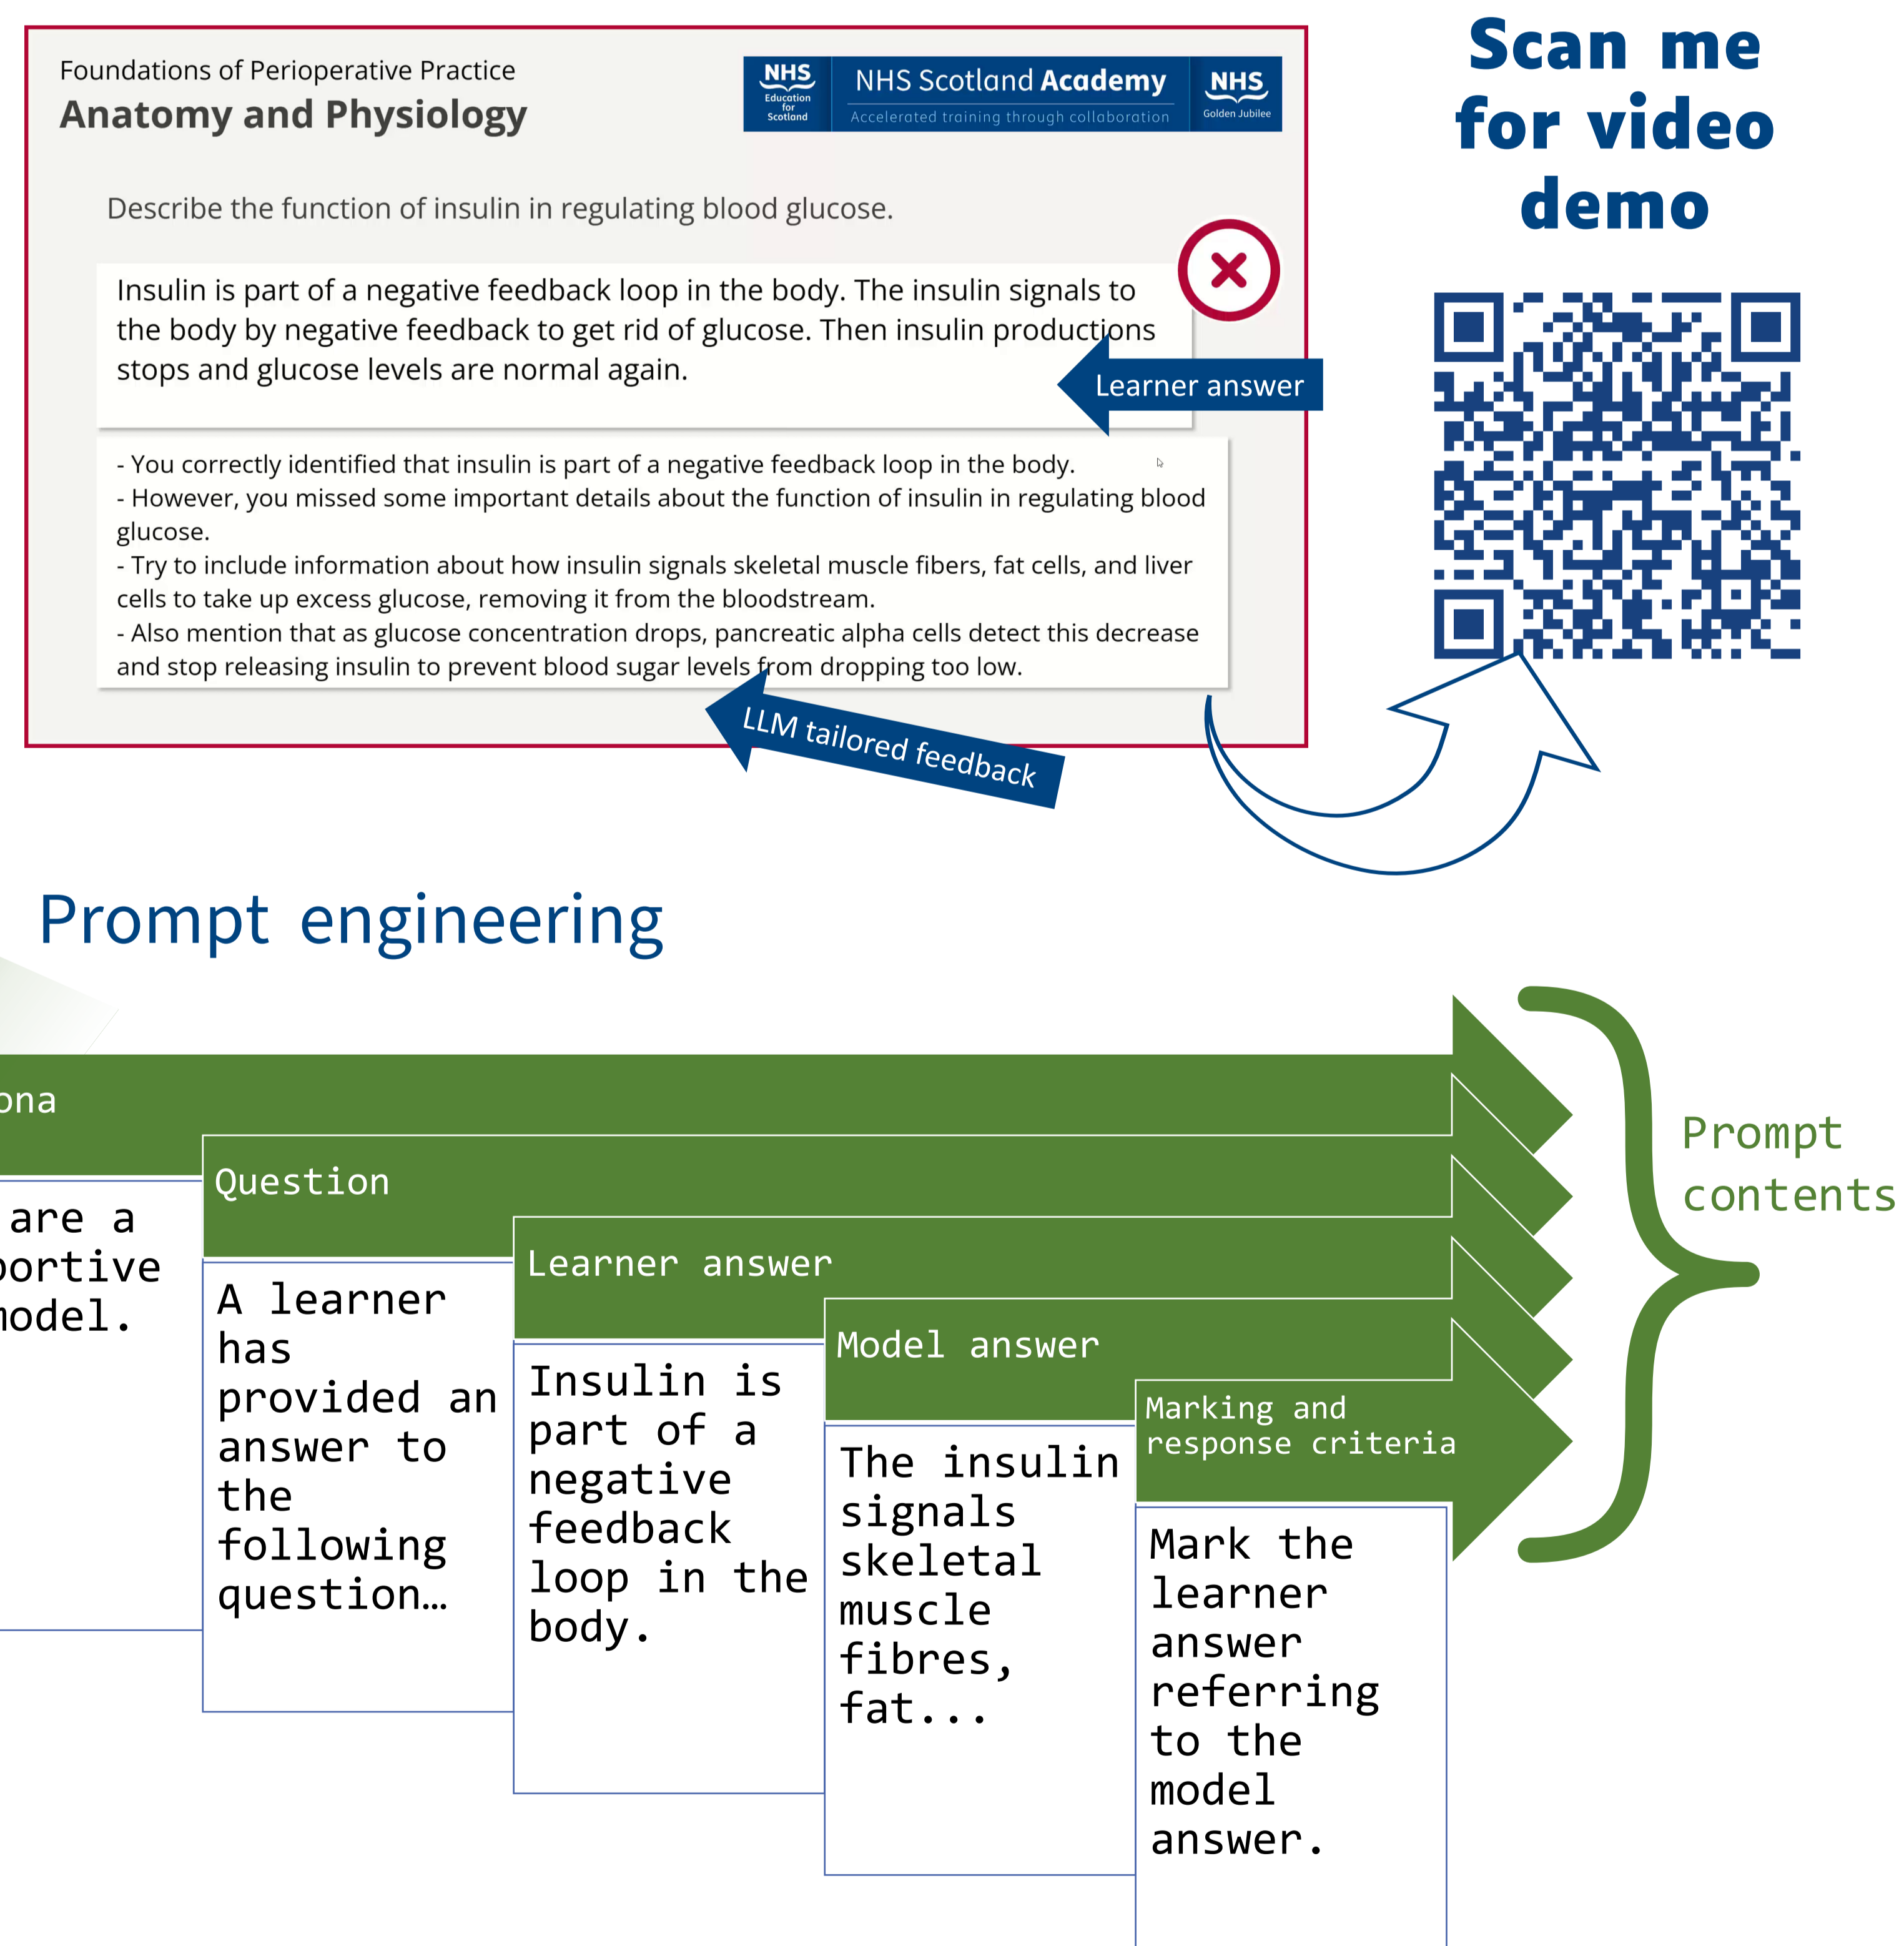 Foundations of Perioperative Practice
Anatomy and Physiology
NHS
Education
for
Scotland
NHS Scotland Academy
Accelerated training through collaboration
NHS
Golden Jubilee
Scan me
for video
demo
Describe the function of insulin in regulating blood glucose.
Insulin is part of a negative feedback loop in the body. The insulin signals to
the body by negative feedback to get rid of glucose. Then insulin productions
stops and glucose levels are normal again.
Learner answer
- You correctly identified that insulin is part of a negative feedback loop in the body.
- However, you missed some important details about the function of insulin in regulating blood
glucose.
- Try to include information about how insulin signals skeletal muscle fibers, fat cells, and liver
cells to take up excess glucose, removing it from the bloodstream.
- Also mention that as glucose concentration drops, pancreatic alpha cells detect this decrease
and stop releasing insulin to prevent blood sugar levels from dropping too low.
LLM tailored feedback
Prompt engineering
ona
are a
portive
model.
Question
A learner
has
provided an
answer to
the
following
question…
Learner answer
Insulin is
part of a
negative
feedback
loop in the
body.
Model answer
The insulin
signals
skeletal
muscle
fibres,
fat...
Marking and
response criteria
Mark the
learner
answer
referring
to the
model
answer.
Prompt
contents